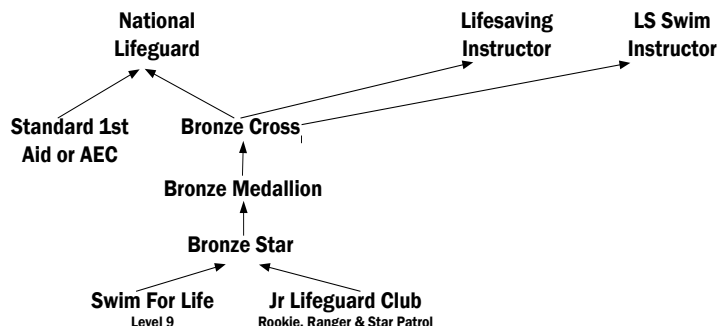 National
Lifeguard
Lifesaving
Instructor
LS Swim
Instructor
Standard 1st
Aid or AEC
Bronze Cross
Bronze Medallion
Bronze Star
Swim For Life
Level 9
Jr Lifeguard Club
Rookie, Ranger & Star Patrol